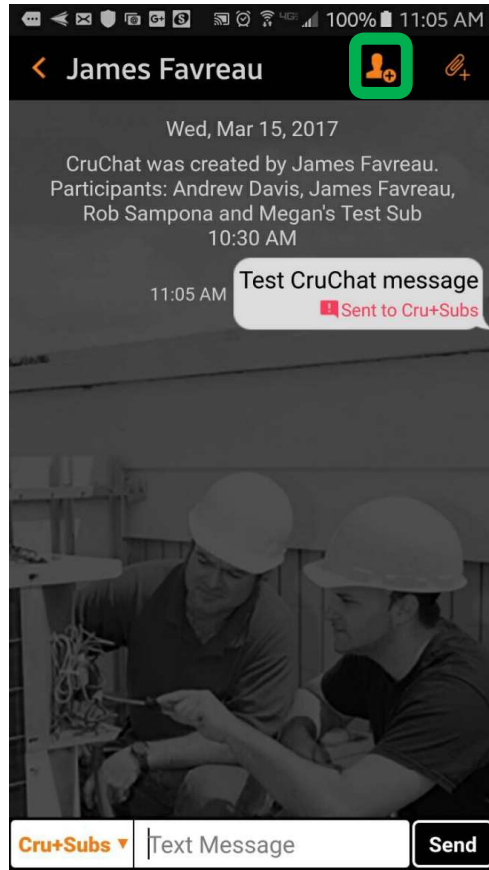 4G 100% 11:05 AM
James Favreau
Wed, Mar 15, 2017
CruChat was created by James Favreau.
Participants: Andrew Davis, James Favreau,
Rob Sampona and Megan's Test Sub
10:30 AM
Test CruChat message
11:05 AM
Sent to Cru+Subs
Cru+Subs Text Message Send